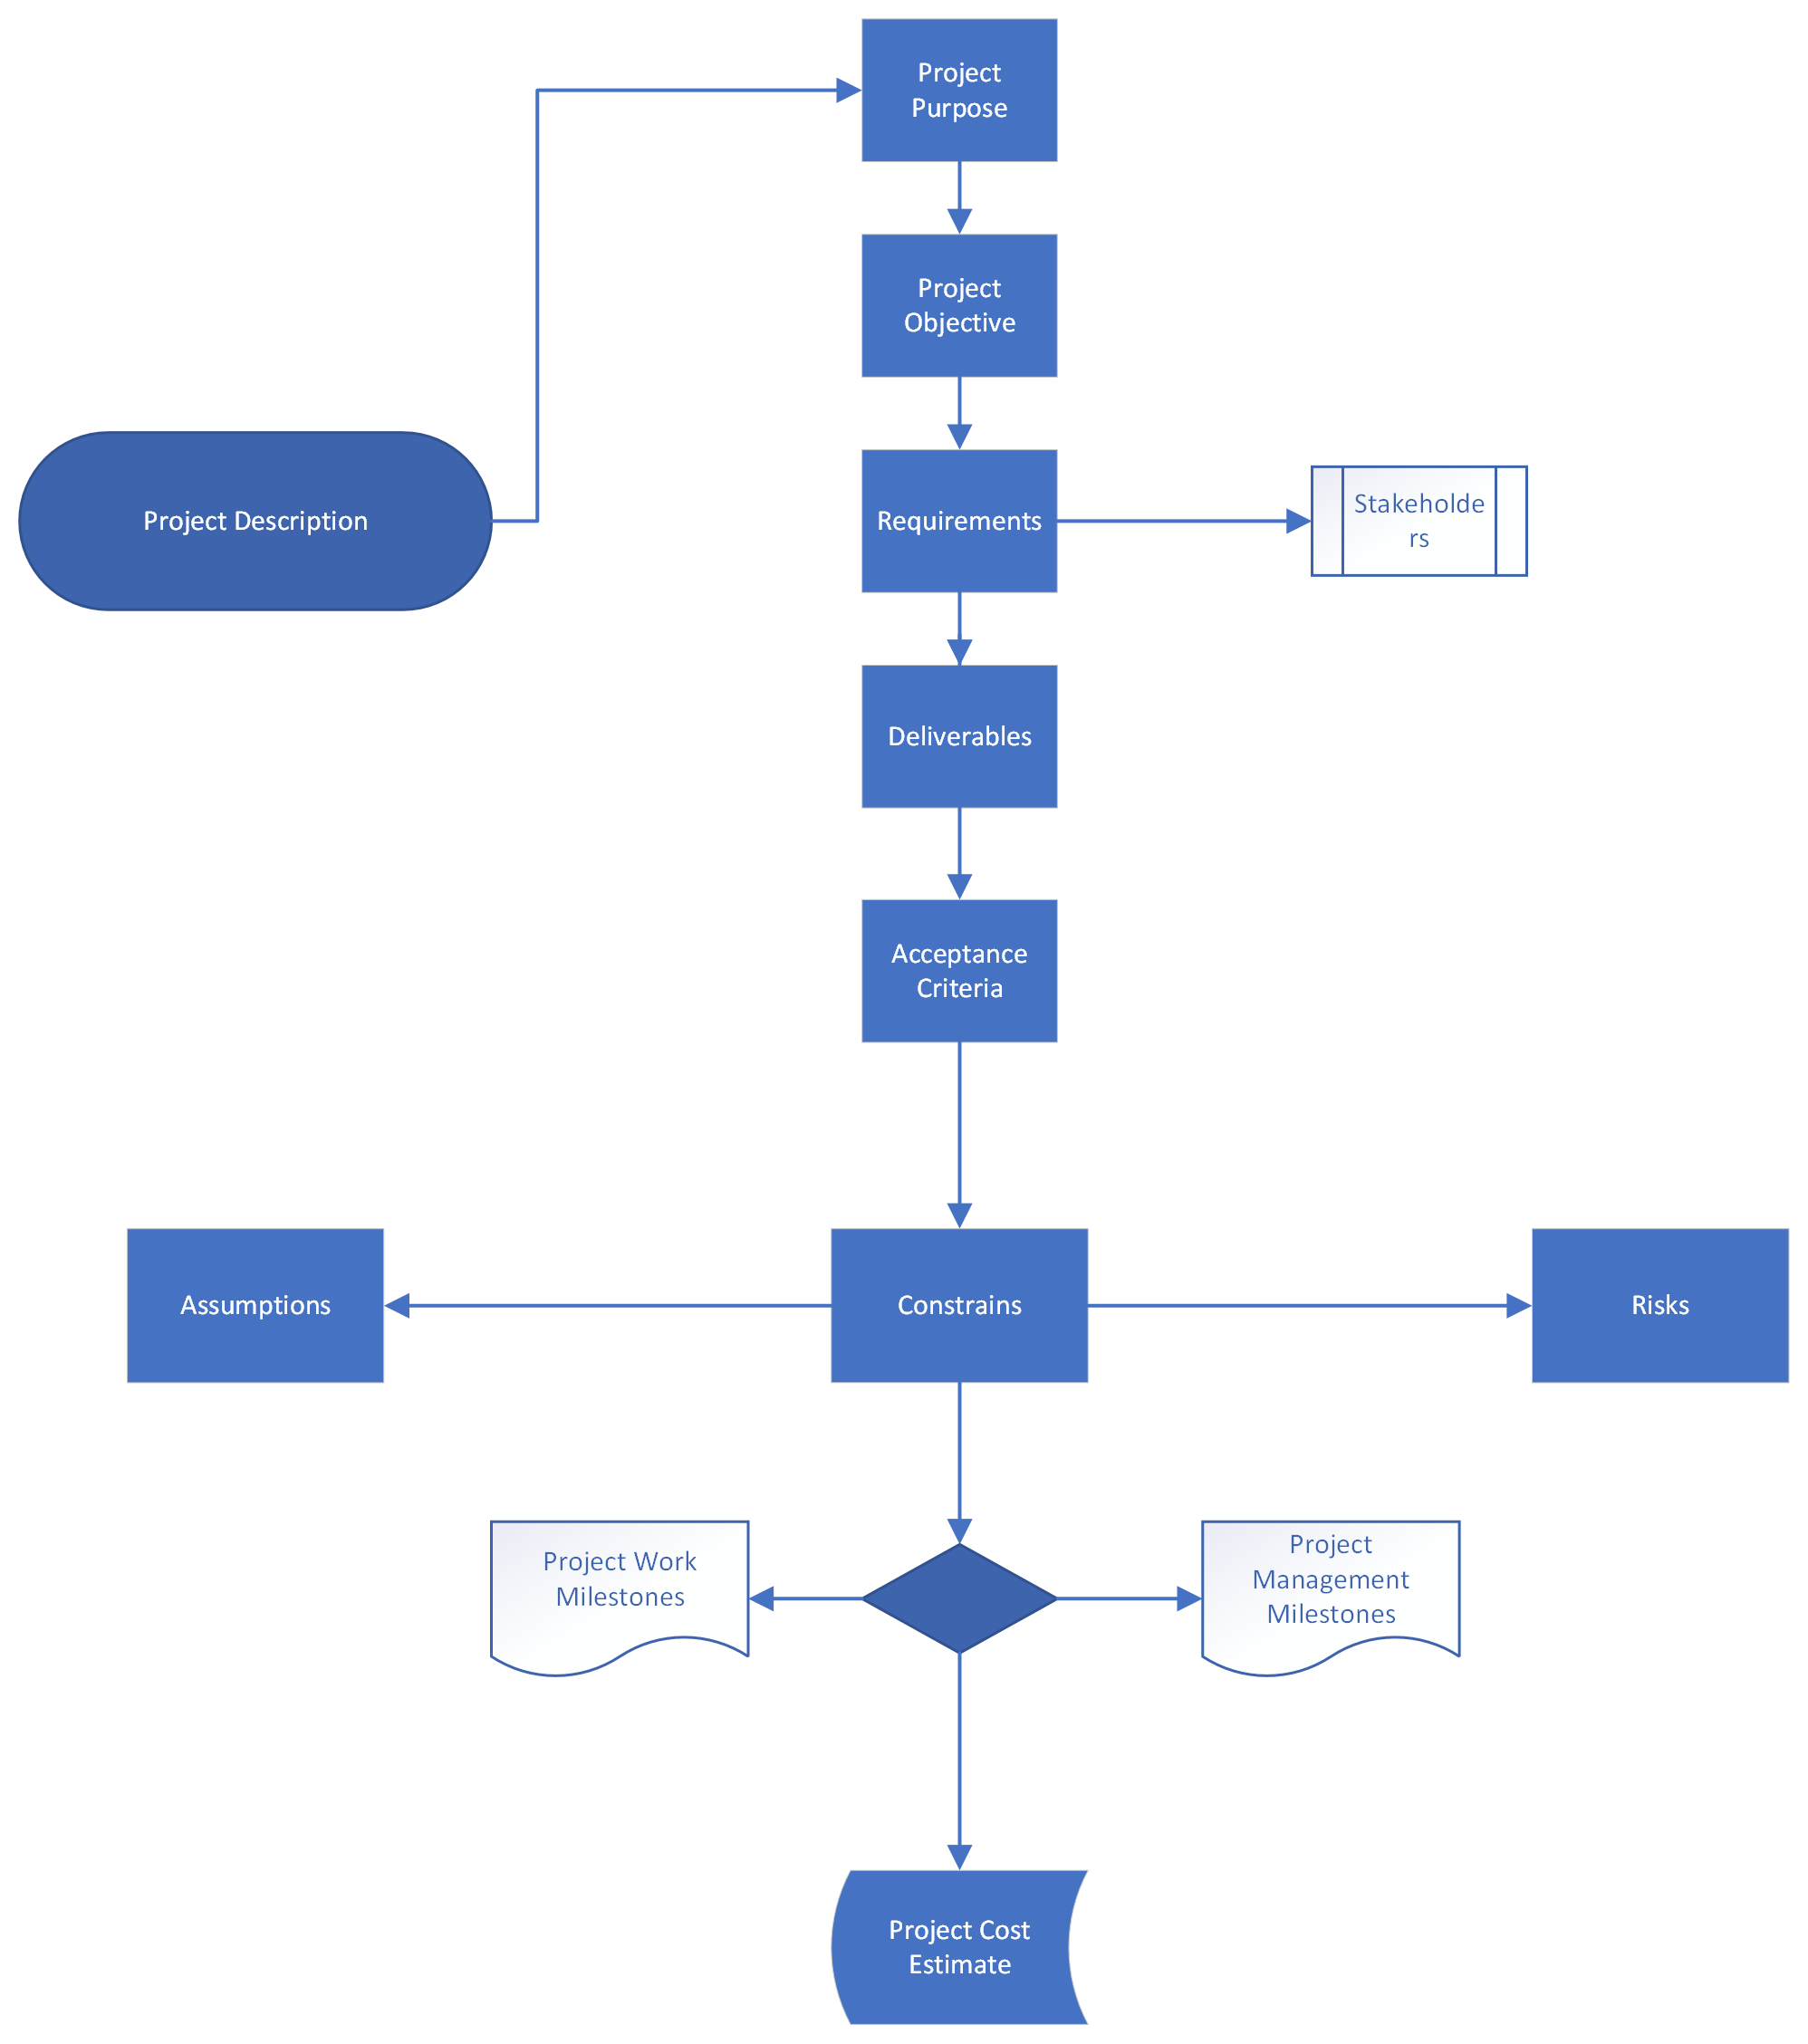 Project
Purpose
Project
Objective
Project Description
Requirements
Stakeholde
rs
Deliverables
Acceptance
Criteria
Assumptions
Constrains
Risks
Project Work
Milestones
Project
Management
Milestones
Project Cost
Estimate